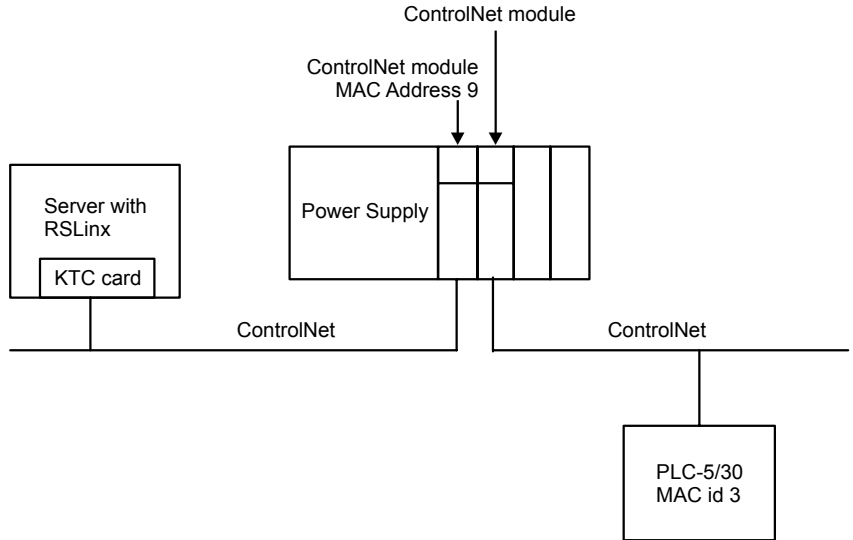 ControlNet module
ControlNet module
MAC Address 9
Server with
RSLinx
KTC card
Power Supply
ControlNet
ControlNet
PLC-5/30
MAC id 3